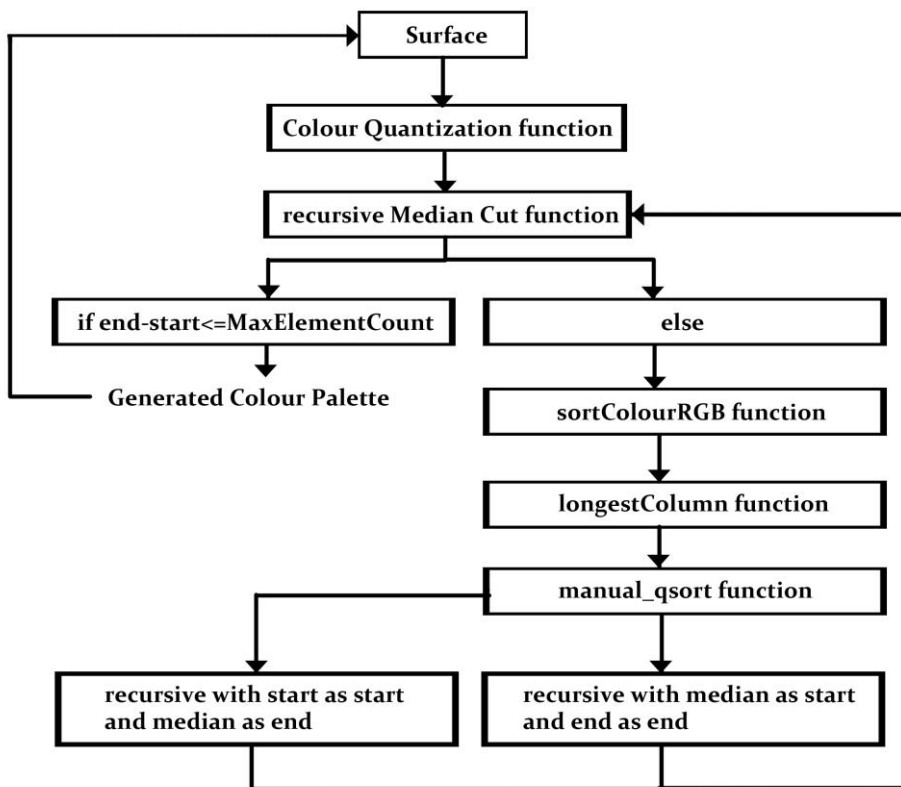 Surface
Colour Quantization function
recursive Median Cut function
if end-start<=MaxElementCount
else
Generated Colour Palette
sortColourRGB function
longestColumn function
manual_qsort function
recursive with start as start
and median as end
recursive with median as start
and end as end